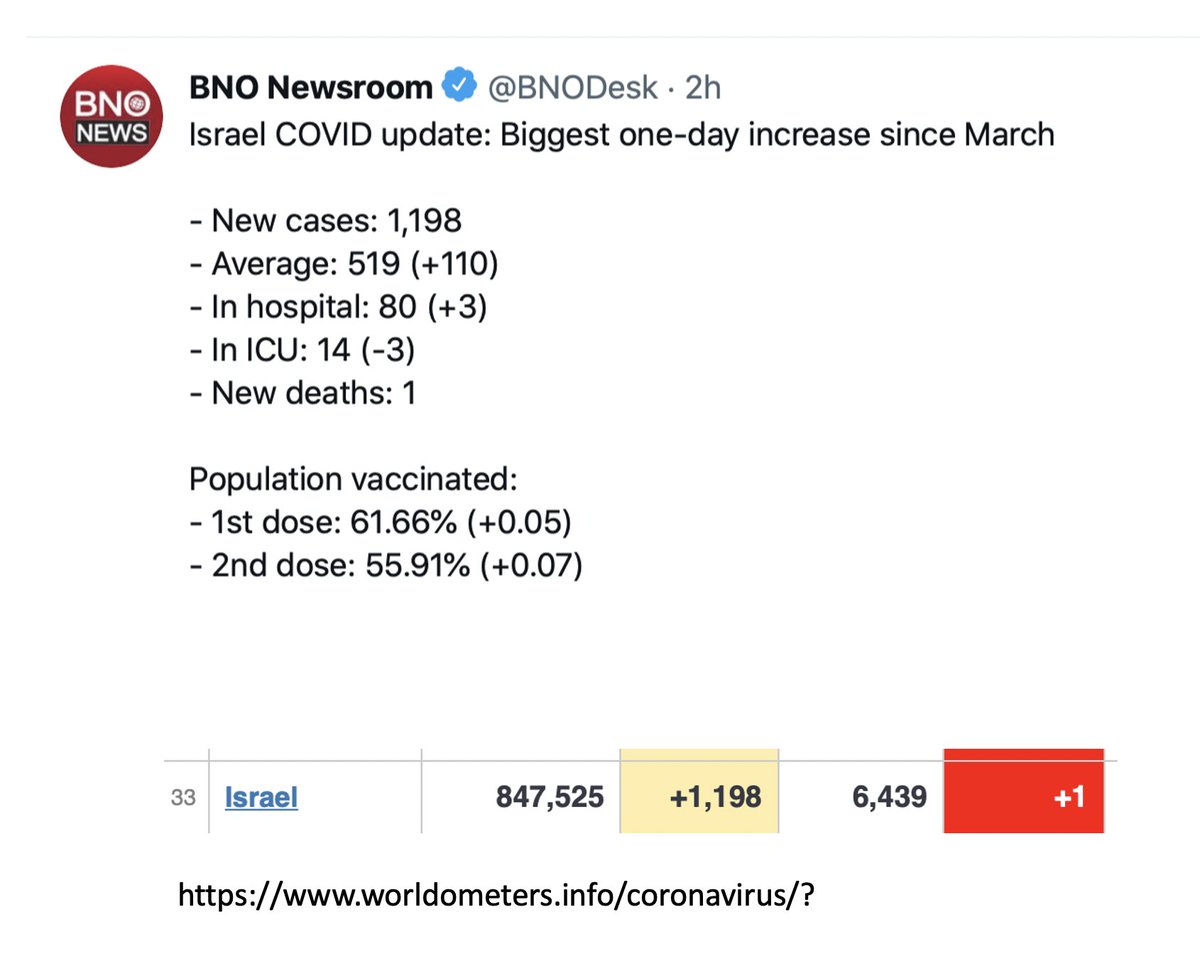 BNO
NEWS
BNO Newsroom @BNODesk · 2h
Israel COVID update: Biggest one-day increase since March
- New cases: 1,198
- Average: 519 (+110)
- In hospital: 80 (+3)
- In ICU: 14 (-3)
- New deaths: 1
Population vaccinated:
- 1st dose: 61.66% (+0.05)
- 2nd dose: 55.91% (+0.07)
33 Israel 847,525 +1,198 6,439 +1
https://www.worldometers.info/coronavirus/?